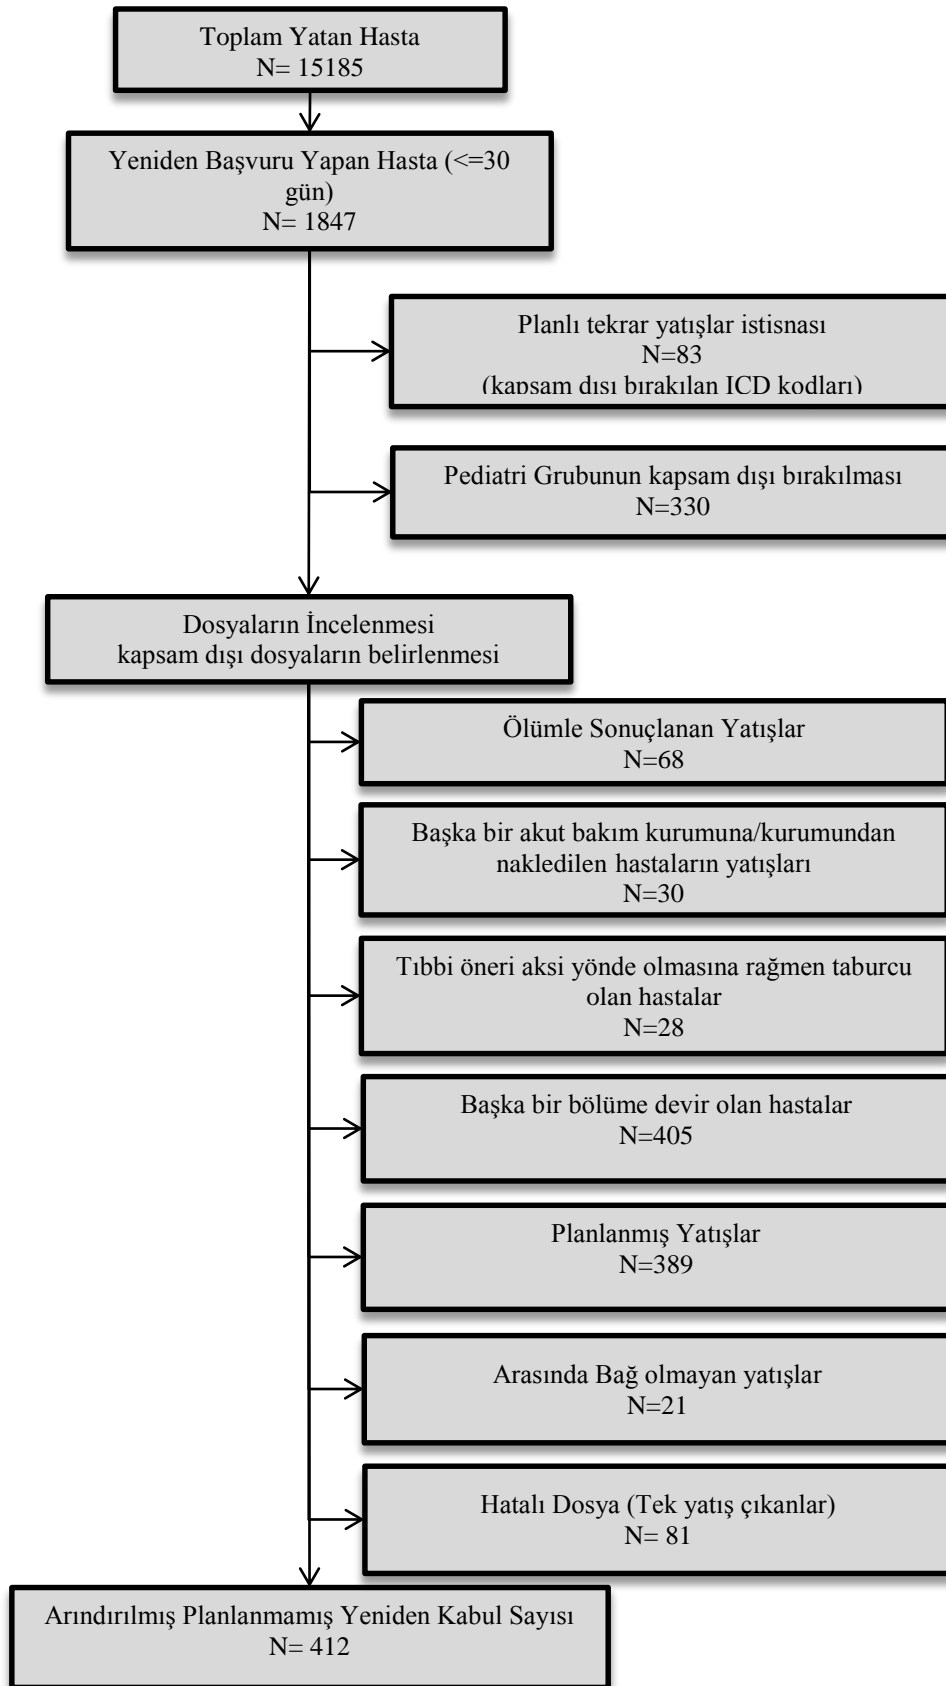 Toplam Yatan Hasta
N= 15185
Yeniden Başvuru Yapan Hasta (<=30
gün)
N= 1847
Planlı tekrar yatışlar istisnası
N=83
(kapsam dışı bırakılan ICD kodları)
Pediatri Grubunun kapsam dışı bırakılması
N=330
Dosyaların İncelenmesi
kapsam dışı dosyaların belirlenmesi
Ölümle Sonuçlanan Yatışlar
N=68
Başka bir akut bakım kurumuna/kurumundan
nakledilen hastaların yatışları
N=30
Tıbbi öneri aksi yönde olmasına rağmen taburcu
olan hastalar
N=28
Başka bir bölüme devir olan hastalar
N=405
Planlanmış Yatışlar
N=389
Arasında Bağ olmayan yatışlar
N=21
Hatalı Dosya (Tek yatış çıkanlar)
N= 81
Arındırılmış Planlanmamış Yeniden Kabul Sayısı
N= 412